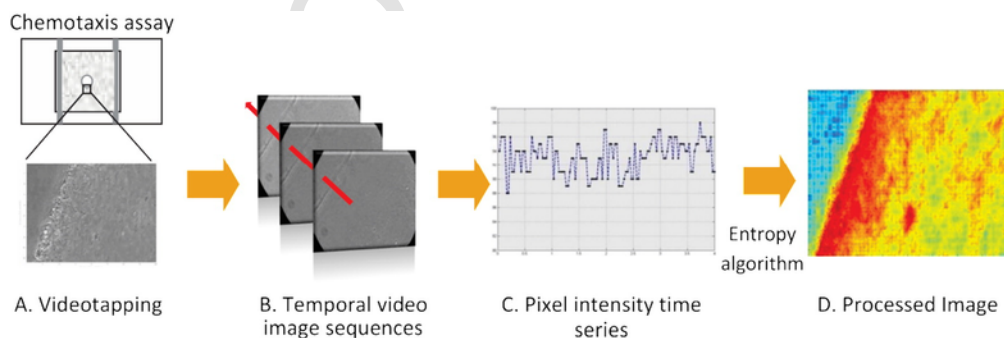 Chemotaxis assay
Entropy
algorithm
A. Videotapping
B. Temporal video
image sequences
C. Pixel intensity time
series
D. Processed Image